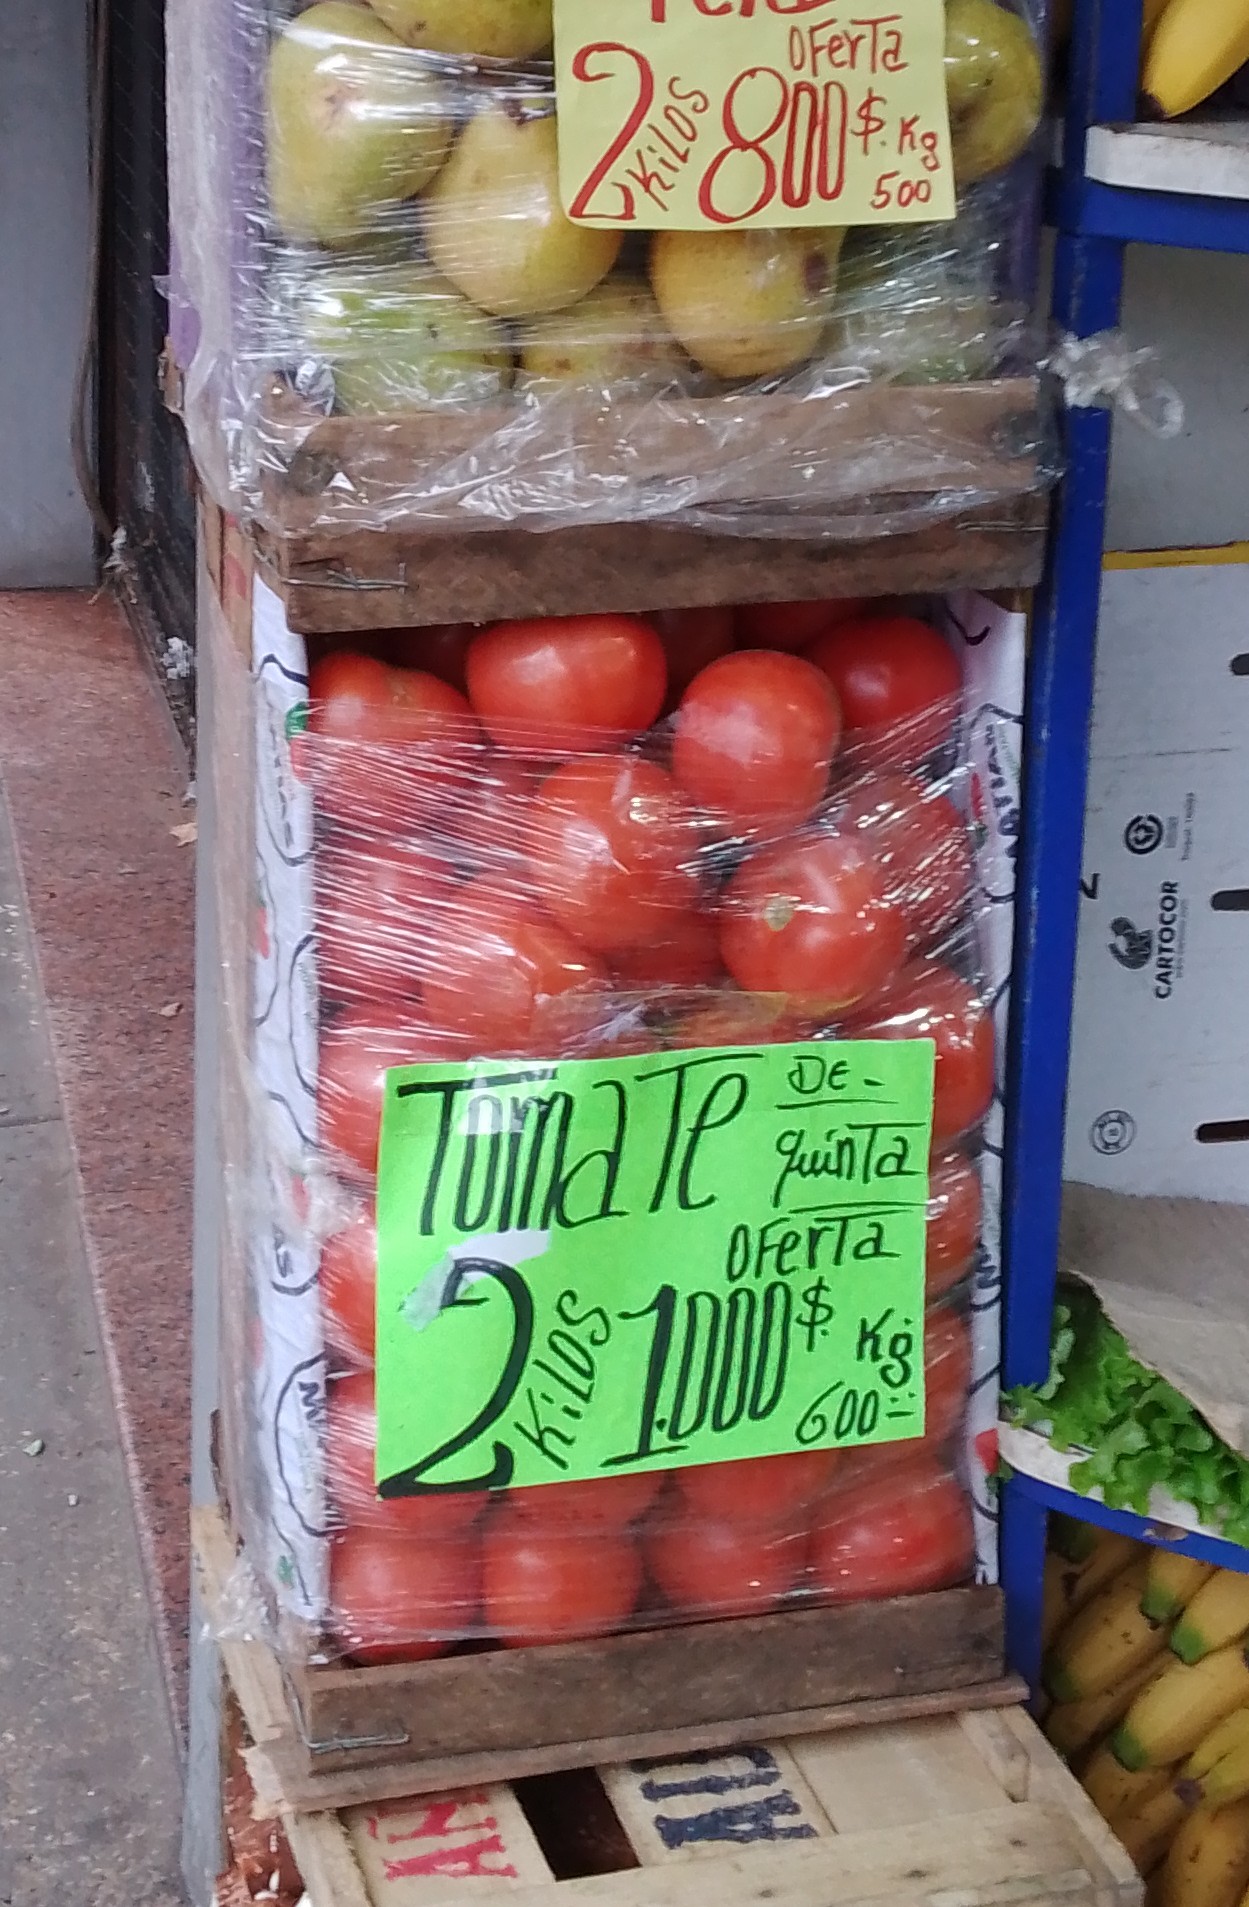 OFerTa
2 KiLOS 800$. Kg
500
TOmaTe DE-
quinTa
OFerTa
2 KiLOS 1.000$. Kg
600
CARTOCOR